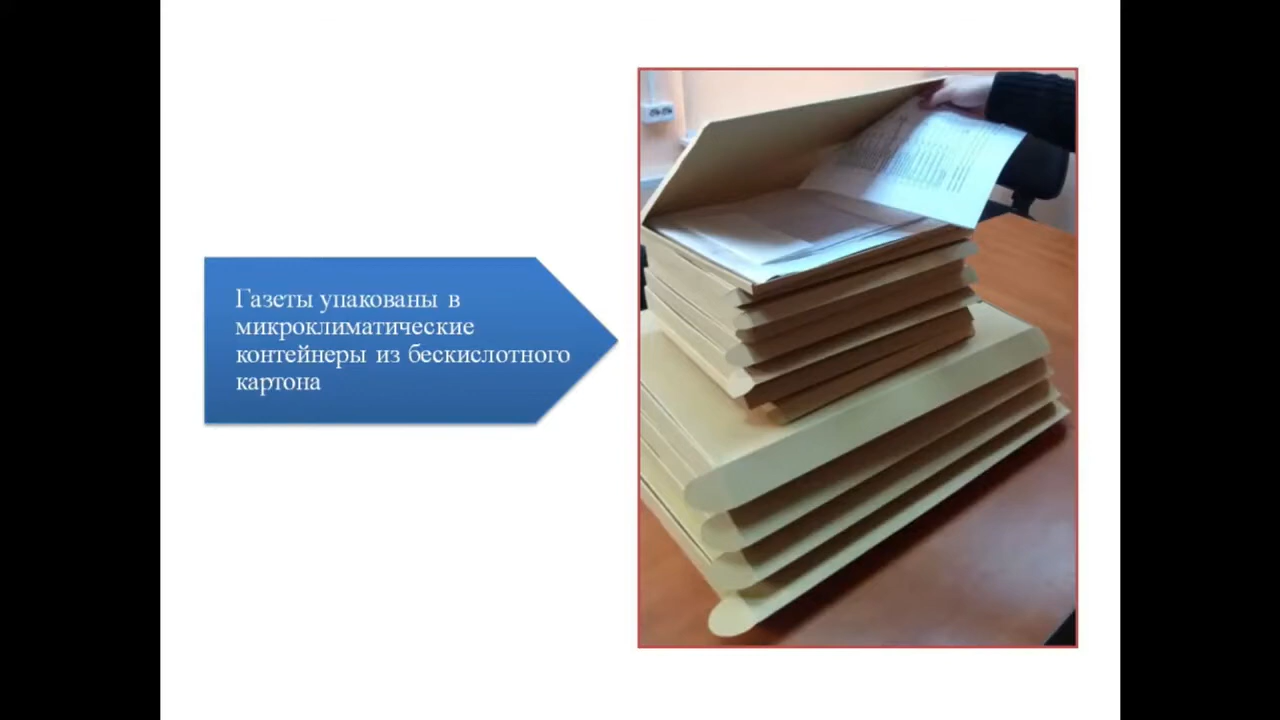 Газеты упакованы в
микроклиматические
контейнеры из бескислотного
картона